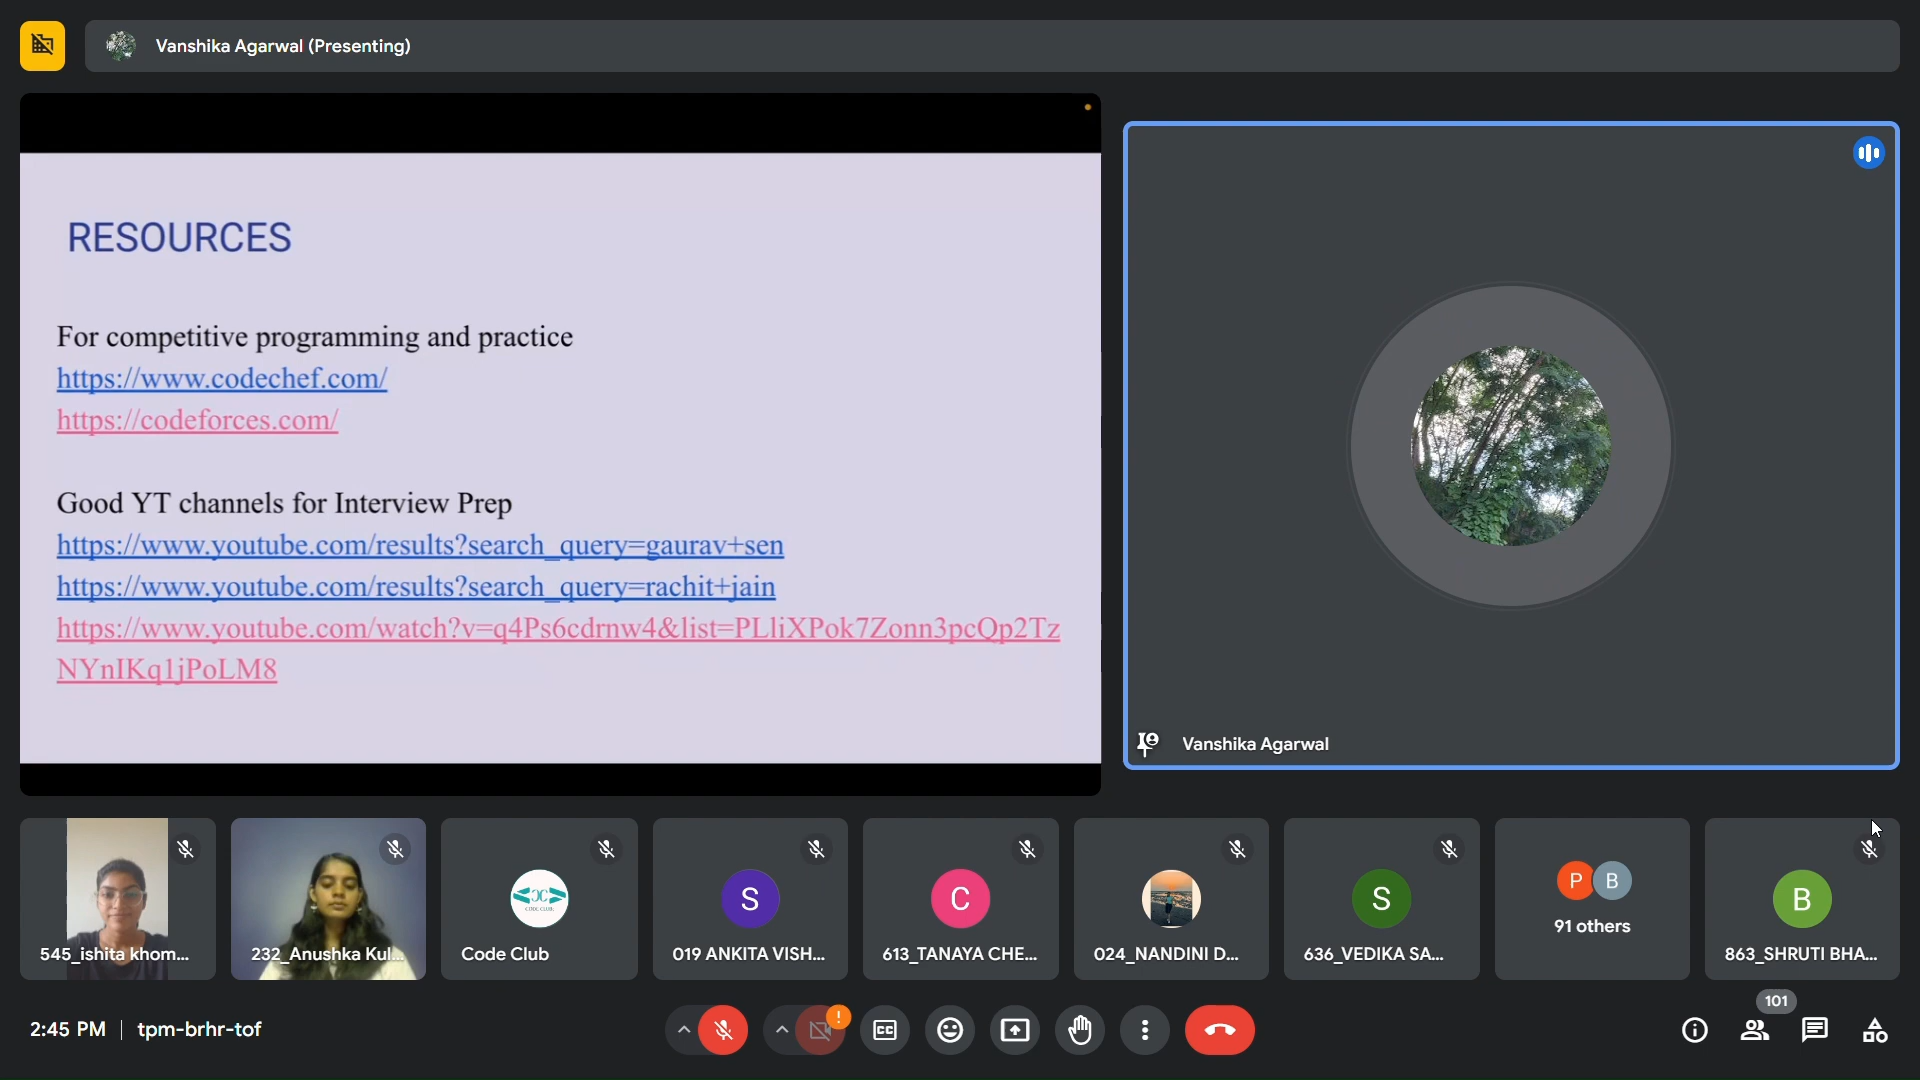 Vanshika Agarwal (Presenting)
RESOURCES
For competitive programming and practice
https://www.codechef.com/
https://codeforces.com/
Good YT channels for Interview Prep
https://www.youtube.com/results?search_query=gaurav+sen
https://www.youtube.com/results?search_query=rachit+jain
https://www.youtube.com/watch?v=q4Ps6cdrnw4&list=PLliXPok7Zonn3pcQp2Tz
NYnIKq1jPoLM8
Vanshika Agarwal
545_ishita khom...
232_Anushka Kul...
CODE CLUB
Code Club
S
019 ANKITA VISH...
C
613_TANAYA CHE...
024_NANDINI D...
S
636_VEDIKA SA...
P B
91 others
B
863_SHRUTI BHA...
2:45 PM | tpm-brhr-tof
!
CC
101